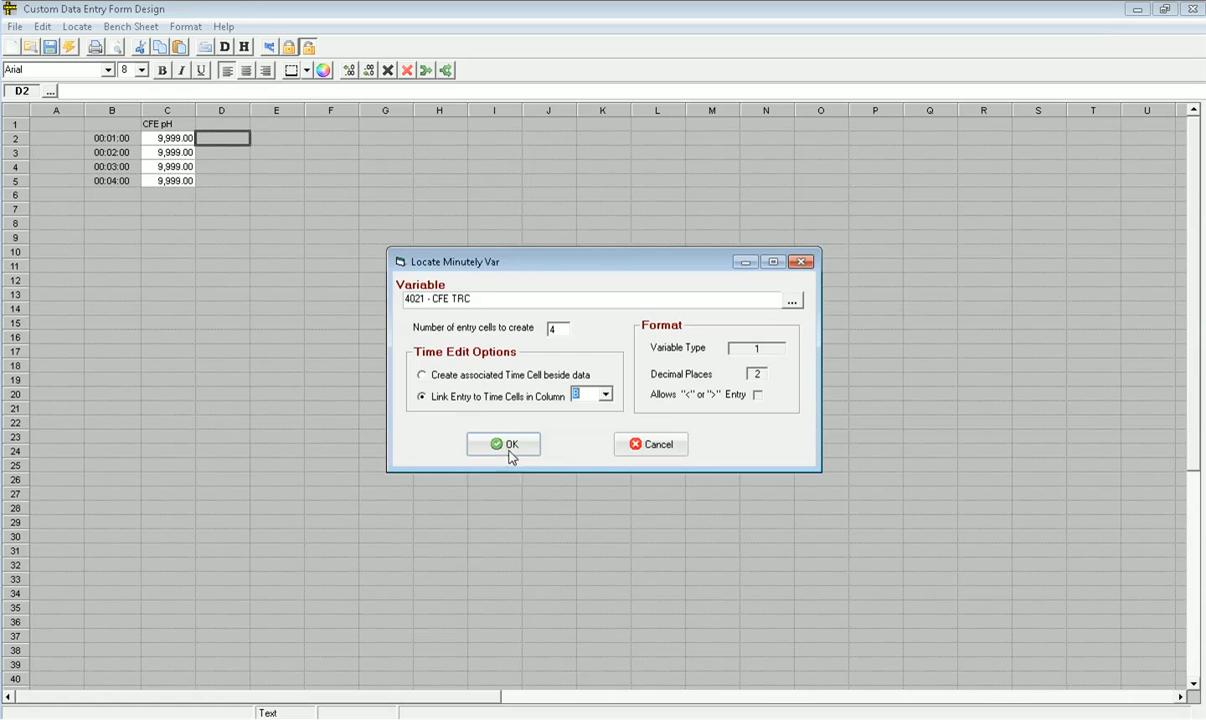 Custom Data Entry Form Design
File Edit Locate Bench Sheet Format Help
D H
Arial 8 B I U
D2 ...
A B C D E F G H I J K L M N O P Q R S T U
1 CFE pH
2 00:01:00 9,999.00
3 00:02:00 9,999.00
4 00:03:00 9,999.00
5 00:04:00 9,999.00
6
7
8
9
10
11
12
13
14
15
16
17
18
19
20
21
22
23
24
25
26
27
28
29
30
31
32
33
34
35
36
37
38
39
40
Locate Minutely Var
Variable
4021 - CFE TRC ...
Number of entry cells to create 4
Time Edit Options
Create associated Time Cell beside data
Link Entry to Time Cells in Column B
Format
Variable Type 1
Decimal Places 2
Allows "<" or ">" Entry
OK Cancel
Text